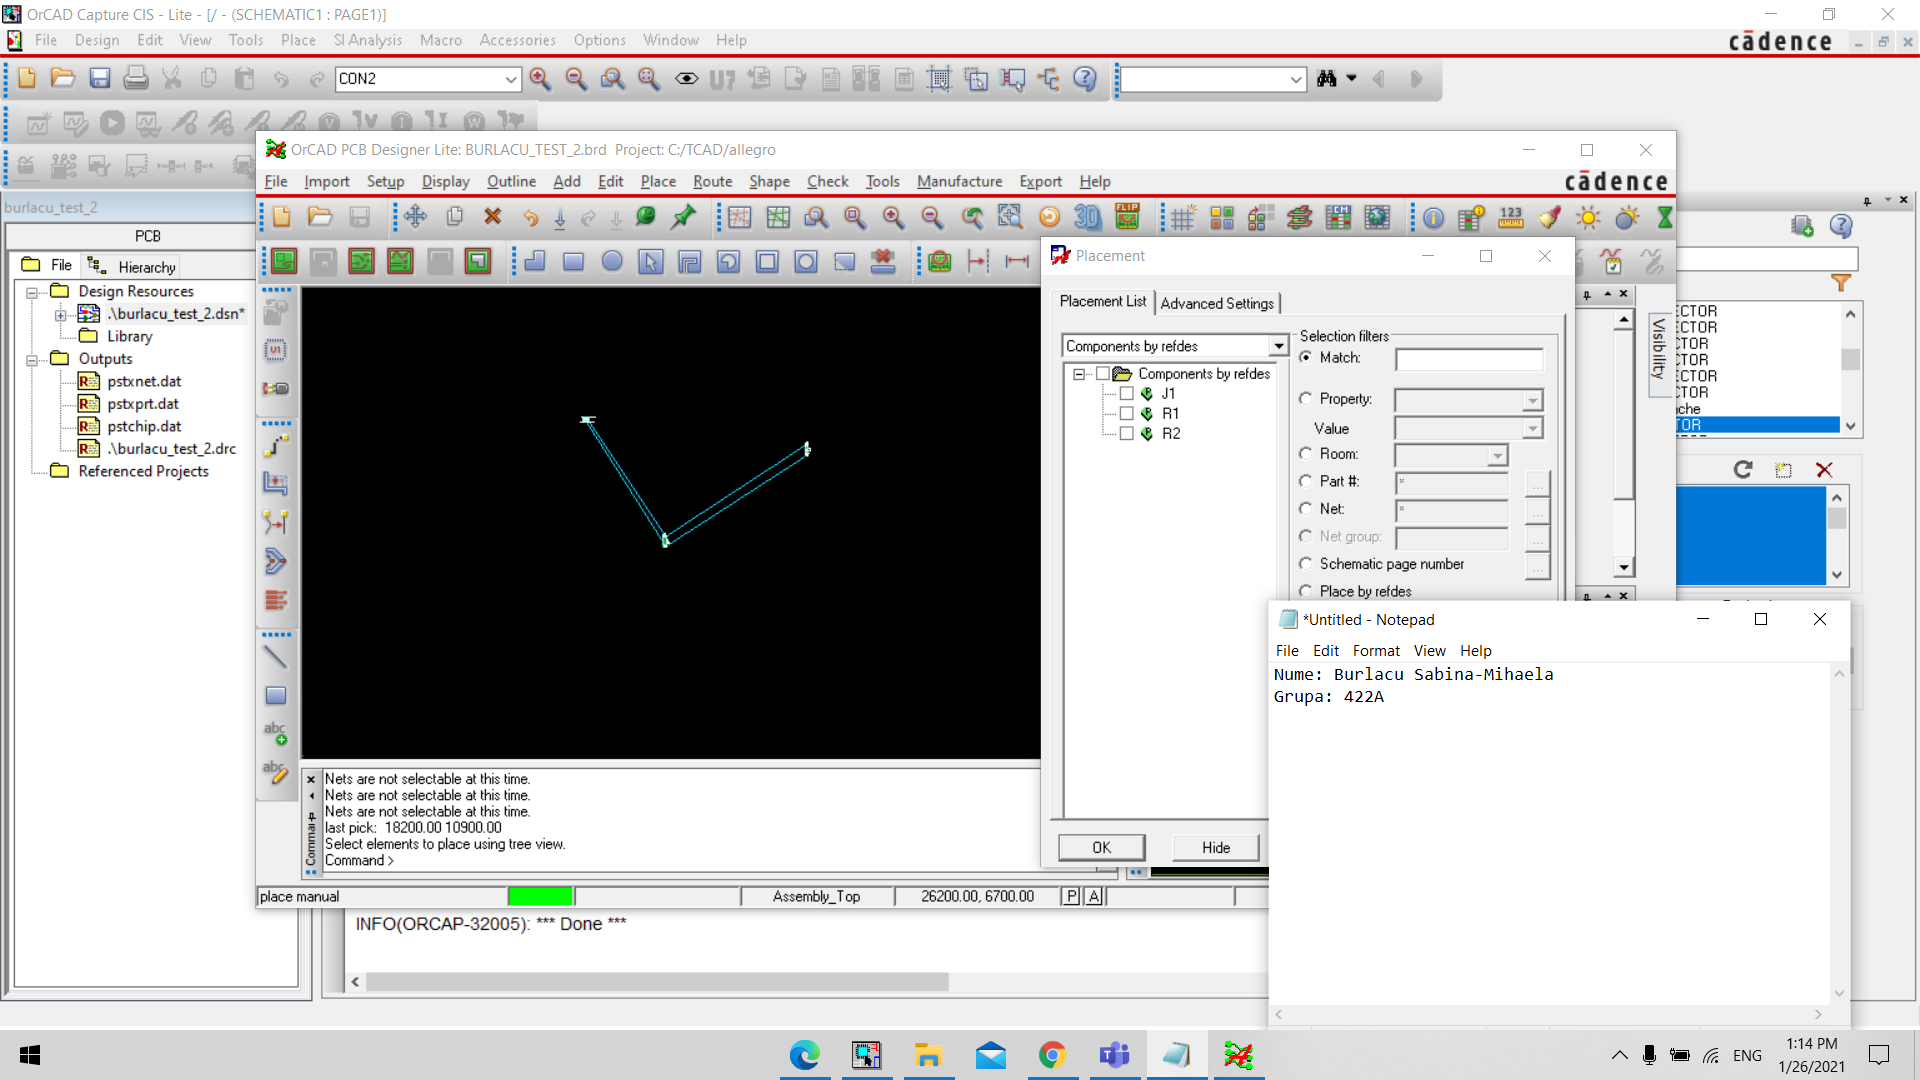 OrCAD Capture CIS - Lite - [/ - (SCHEMATIC1 : PAGE1)]
File Design Edit View Tools Place SI Analysis Macro Accessories Options Window Help
cādence
CON2
OrCAD PCB Designer Lite: BURLACU_TEST_2.brd Project: C:/TCAD/allegro
File Import Setup Display Outline Add Edit Place Route Shape Check Tools Manufacture Export Help
cādence
burlacu_test_2
PCB
File Hierarchy
Design Resources
.\burlacu_test_2.dsn*
Library
Outputs
pstxnet.dat
pstxprt.dat
pstchip.dat
.\burlacu_test_2.drc
Referenced Projects
Placement
Placement List Advanced Settings
Components by refdes
Components by refdes
J1
R1
R2
Selection filters
Match:
Property:
Value
Room:
Part #: *
Net: *
Net group:
Schematic page number
Place by refdes
OK Hide
Visibility
ECTOR
ECTOR
CTOR
CTOR
ECTOR
CTOR
ache
TOR
Nets are not selectable at this time.
Nets are not selectable at this time.
Nets are not selectable at this time.
last pick: 18200.00 10900.00
Select elements to place using tree view.
Command >
place manual Assembly_Top 26200.00, 6700.00 P A
INFO(ORCAP-32005): *** Done ***
*Untitled - Notepad
File Edit Format View Help
Nume: Burlacu Sabina-Mihaela
Grupa: 422A
ENG
1:14 PM
1/26/2021